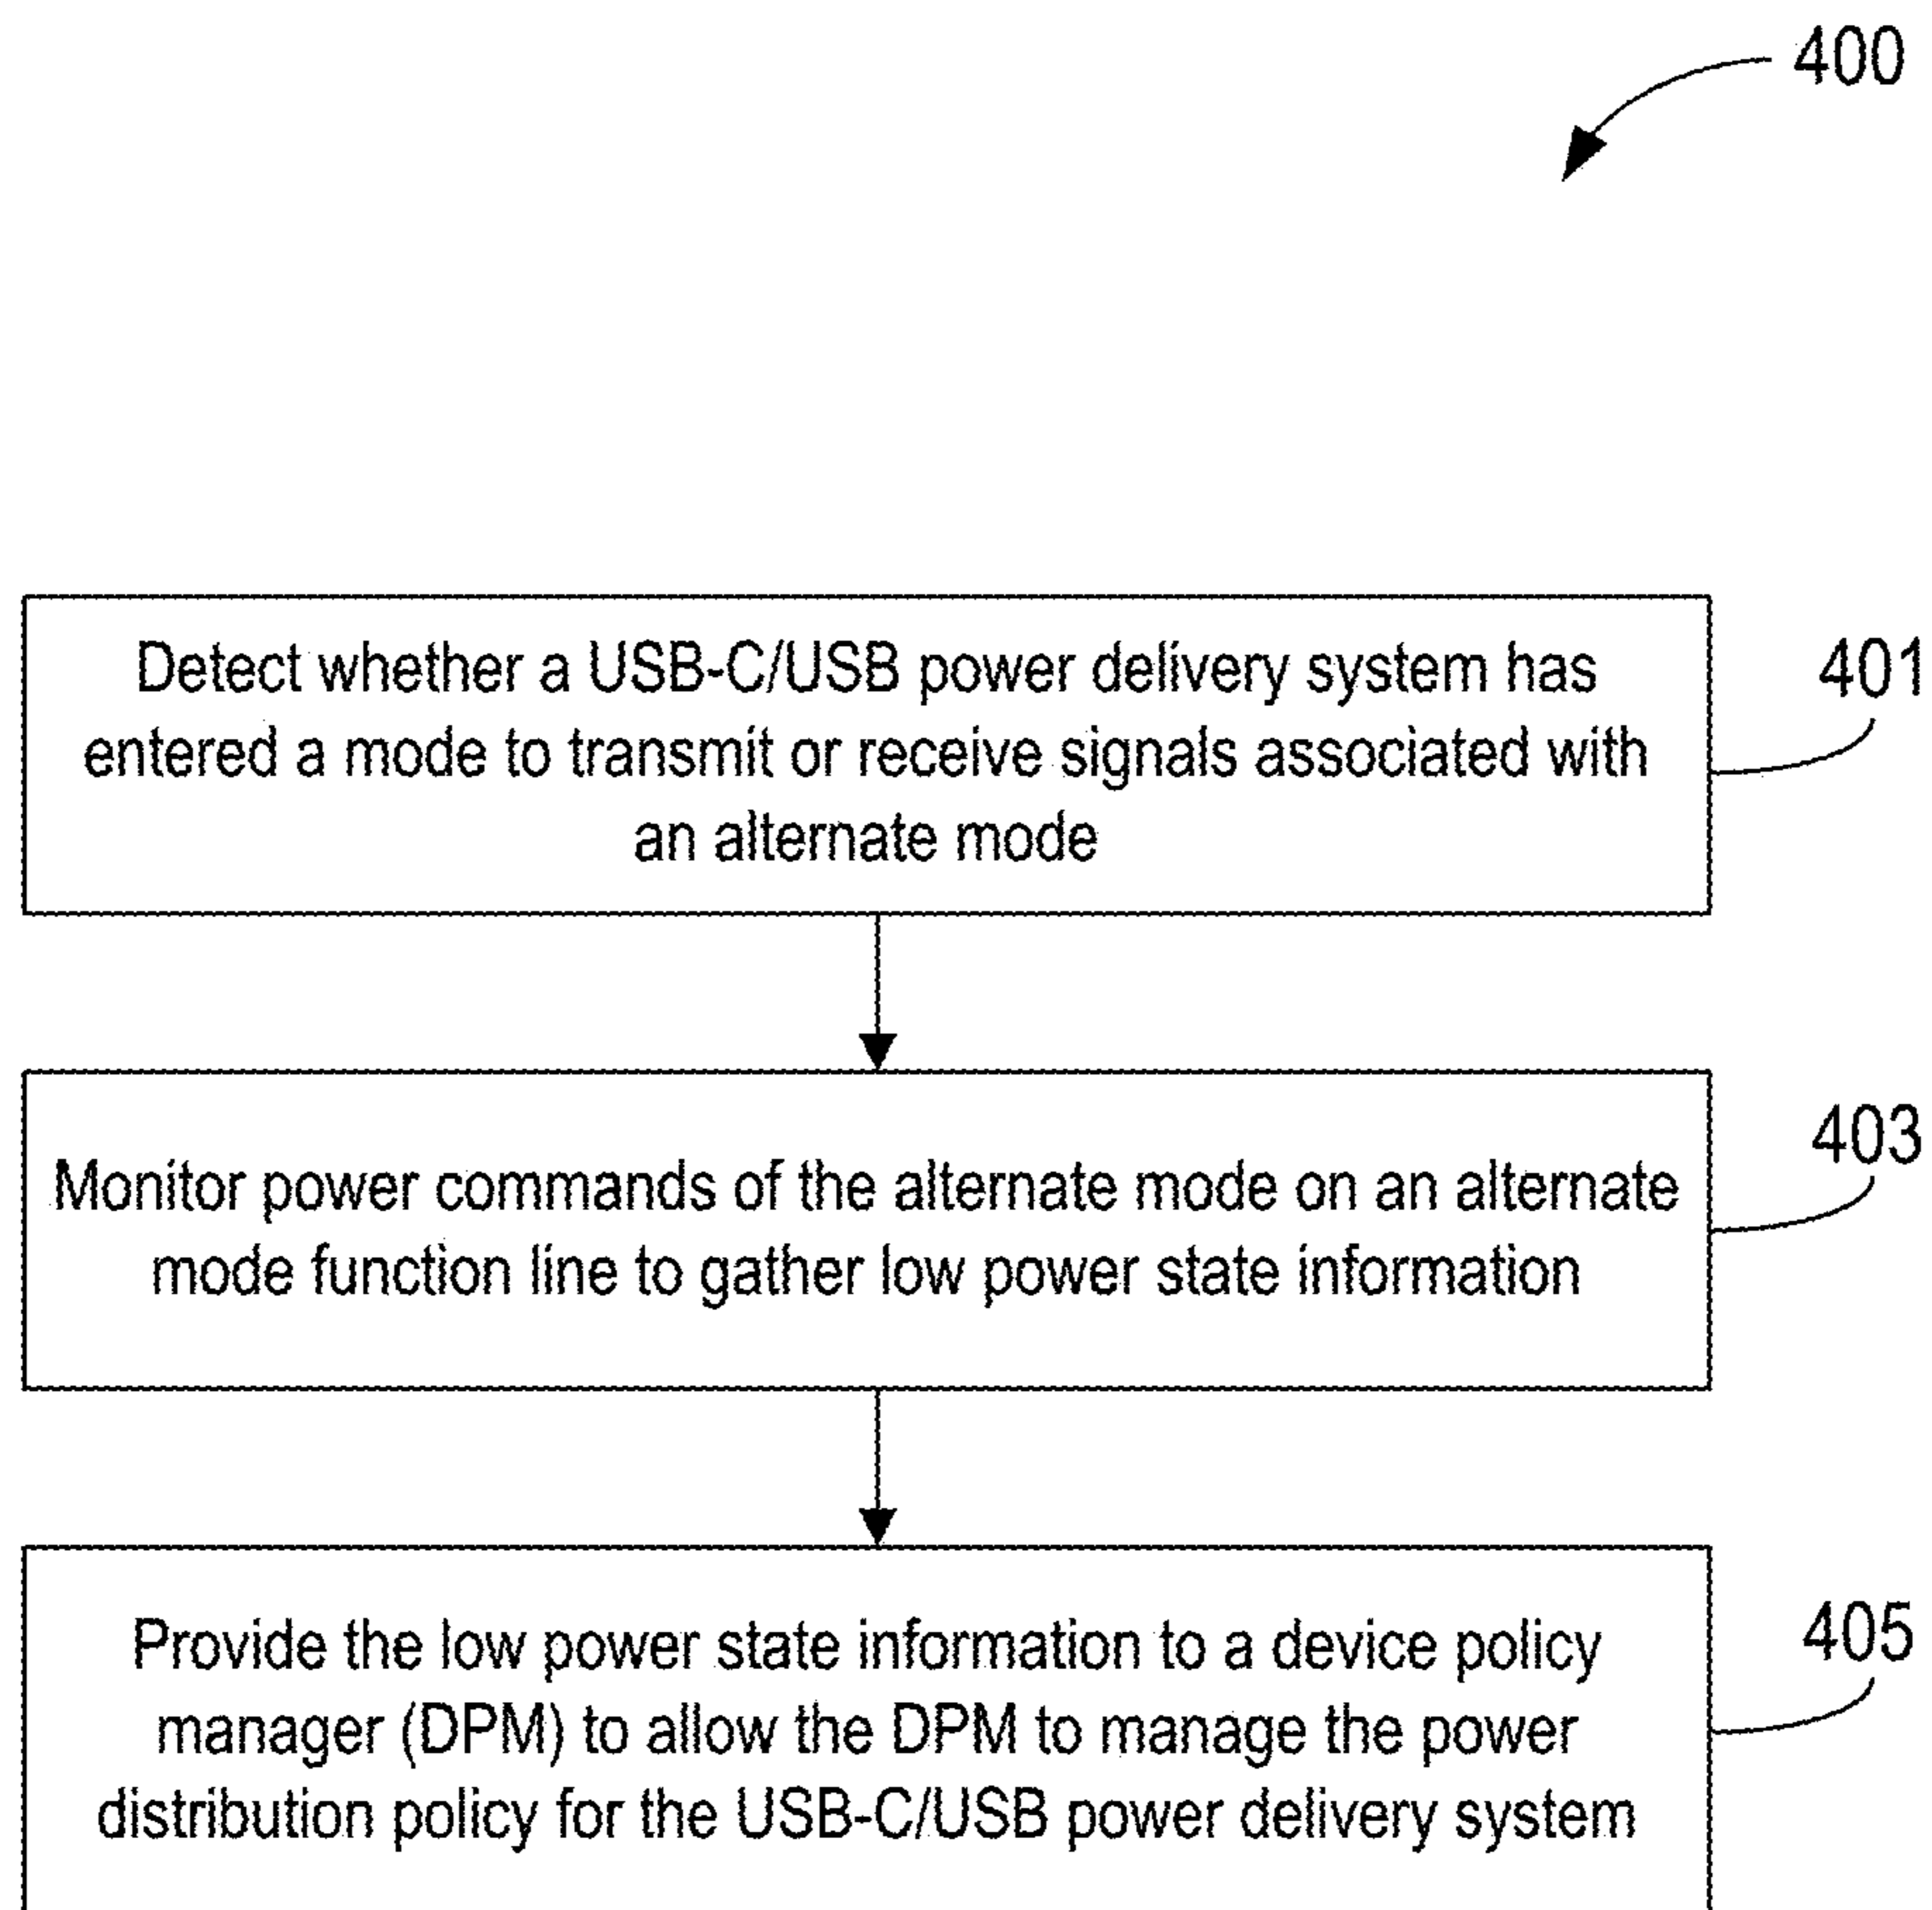 400
Detect whether a USB-C/USB power delivery system has
entered a mode to transmit or receive signals associated with
an alternate mode
401
Monitor power commands of the alternate mode on an alternate
mode function line to gather low power state information
403
Provide the low power state information to a device policy
manager (DPM) to allow the DPM to manage the power
distribution policy for the USB-C/USB power delivery system
405